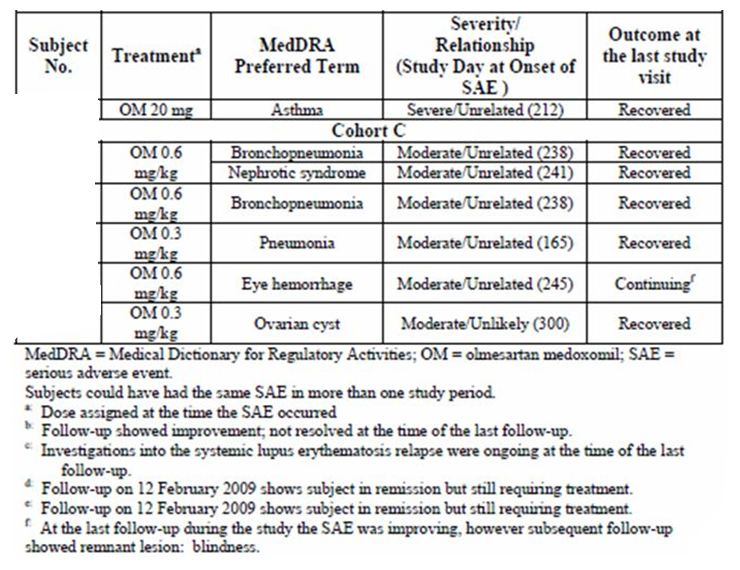 Subject No. Treatmentª MedDRA Preferred Term Severity/ Relationship (Study Day at Onset of SAE ) Outcome at the last study visit
OM 20 mg Asthma Severe/Unrelated (212) Recovered
Cohort C
OM 0.6 mg/kg Bronchopneumonia Moderate/Unrelated (238) Recovered
Nephrotic syndrome Moderate/Unrelated (241) Recovered
OM 0.6 mg/kg Bronchopneumonia Moderate/Unrelated (238) Recovered
OM 0.3 mg/kg Pneumonia Moderate/Unrelated (165) Recovered
OM 0.6 mg/kg Eye hemorrhage Moderate/Unrelated (245) Continuingᶠ
OM 0.3 mg/kg Ovarian cyst Moderate/Unlikely (300) Recovered
MedDRA = Medical Dictionary for Regulatory Activities; OM = olmesartan medoxomil; SAE =
serious adverse event.
Subjects could have had the same SAE in more than one study period.
a. Dose assigned at the time the SAE occurred
b. Follow-up showed improvement; not resolved at the time of the last follow-up.
c. Investigations into the systemic lupus erythematosis relapse were ongoing at the time of the last
follow-up.
d. Follow-up on 12 February 2009 shows subject in remission but still requiring treatment.
e. Follow-up on 12 February 2009 shows subject in remission but still requiring treatment.
f. At the last follow-up during the study the SAE was improving, however subsequent follow-up
showed remnant lesion: blindness.